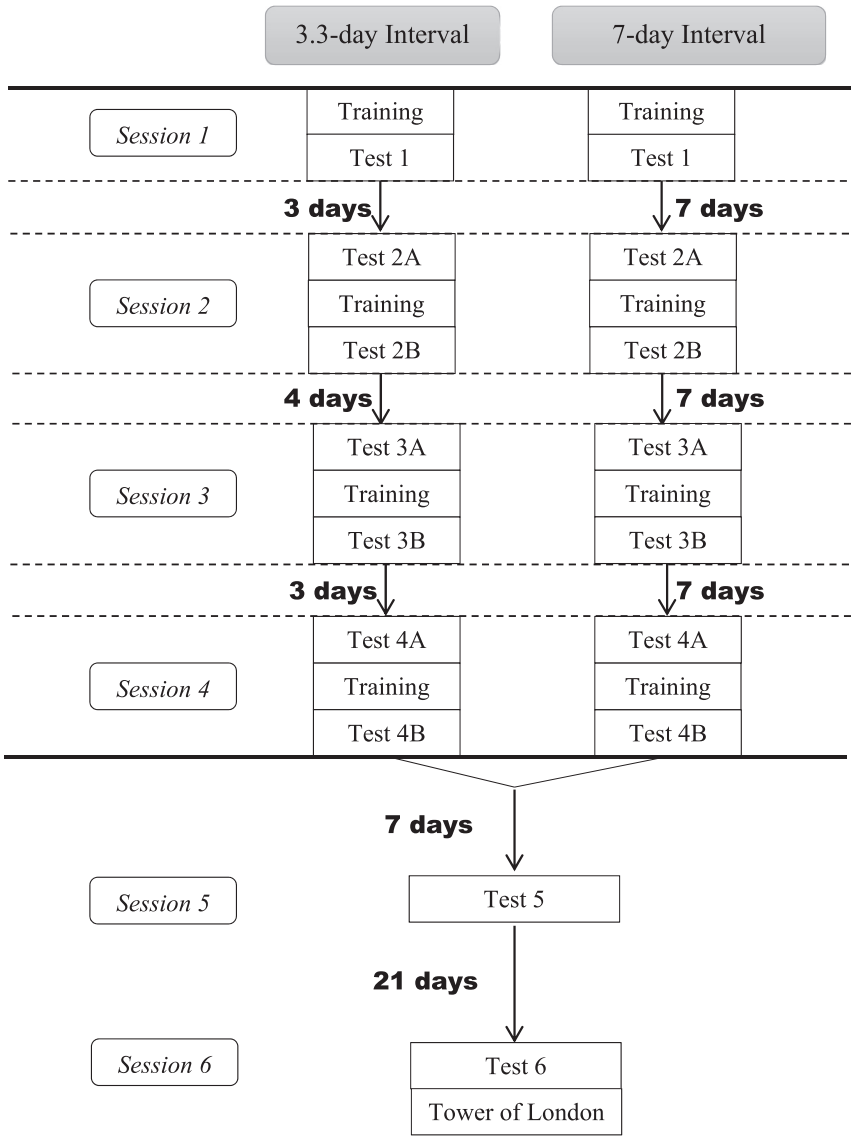 3.3-day Interval
7-day Interval
Session 1
Training
Training
Test 1
Test 1
3 days
7 days
Session 2
Test 2A
Test 2A
Training
Training
Test 2B
Test 2B
4 days
7 days
Session 3
Test 3A
Test 3A
Training
Training
Test 3B
Test 3B
3 days
7 days
Session 4
Test 4A
Test 4A
Training
Training
Test 4B
Test 4B
7 days
Session 5
Test 5
21 days
Session 6
Test 6
Tower of London